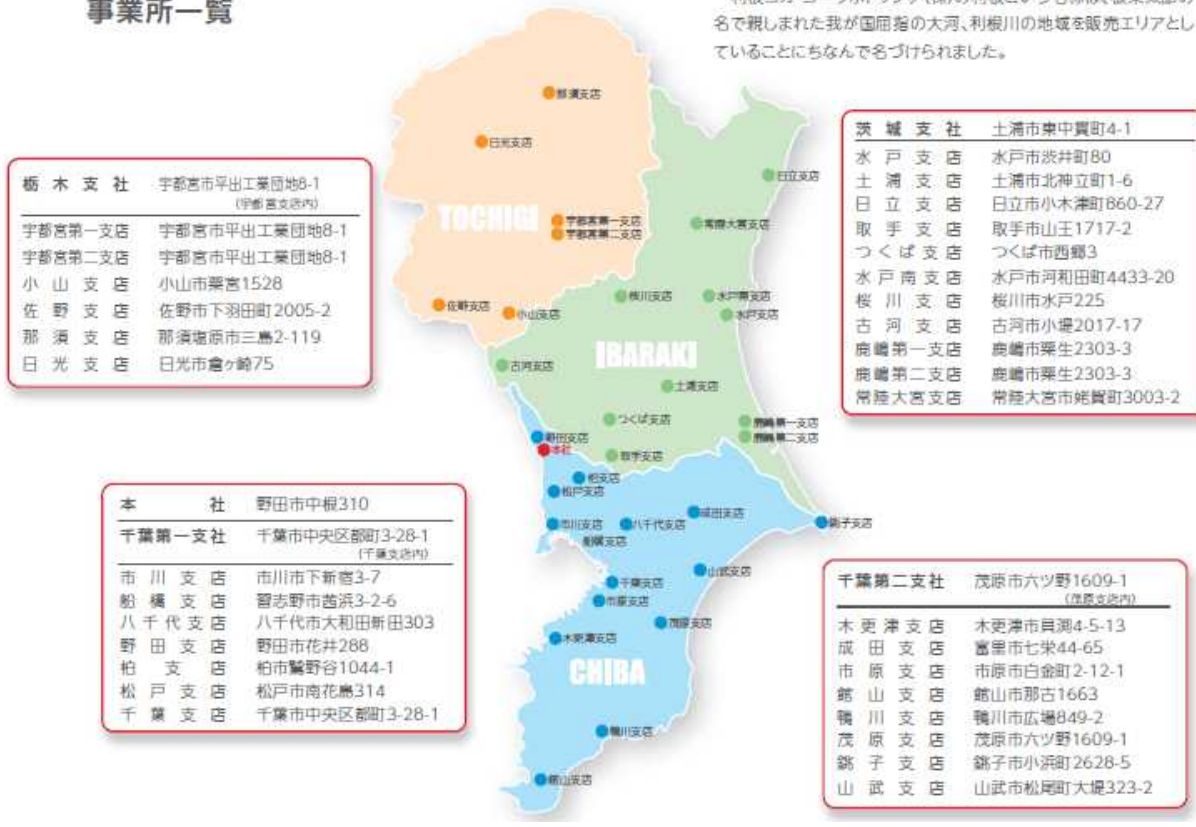 事業所一覧
名で親しまれた我が国屈指の大河、利根川の地域を販売エリアとし
ていることにちなんで名づけられました。
栃木支社 宇都宮市平出工業団地8-1
(宇都宮支店内)
宇都宮第一支店 宇都宮市平出工業団地8-1
宇都宮第二支店 宇都宮市平出工業団地8-1
小山支店 小山市粟宮1528
佐野支店 佐野市下羽田町2005-2
那須支店 那須塩原市三島2-119
日光支店 日光市倉ヶ崎75
茨城支社 土浦市東中貫町4-1
水戸支店 水戸市渋井町80
土浦支店 土浦市北神立町1-6
日立支店 日立市小木津町860-27
取手支店 取手市山王1717-2
つくば支店 つくば市西郷3
水戸南支店 水戸市河和田町4433-20
桜川支店 桜川市水戸225
古河支店 古河市小堤2017-17
鹿嶋第一支店 鹿嶋市粟生2303-3
鹿嶋第二支店 鹿嶋市粟生2303-3
常陸大宮支店 常陸大宮市姥賀町3003-2
那須支店
日光支店
日立支店
TOCHIGI
宇都宮第一支店
宇都宮第二支店
常陸大宮支店
桜川支店
水戸南支店
佐野支店
小山支店
水戸支店
IBARAKI
古河支店
土浦支店
つくば支店
鹿嶋第一支店
鹿嶋第二支店
野田支店
本社
取手支店
柏支店
松戸支店
成田支店
市川支店
八千代支店
銚子支店
船橋支店
山武支店
千葉支店
市原支店
茂原支店
木更津支店
CHIBA
鴨川支店
館山支店
本社 野田市中根310
千葉第一支社 千葉市中央区都町3-28-1
(千葉支店内)
市川支店 市川市下新宿3-7
船橋支店 習志野市茜浜3-2-6
八千代支店 八千代市大和田新田303
野田支店 野田市花井288
柏支店 柏市鷲野谷1044-1
松戸支店 松戸市南花島314
千葉支店 千葉市中央区都町3-28-1
千葉第二支社 茂原市六ツ野1609-1
(茂原支店内)
木更津支店 木更津市貝渕4-5-13
成田支店 富里市七栄44-65
市原支店 市原市白金町2-12-1
館山支店 館山市那古1663
鴨川支店 鴨川市広場849-2
茂原支店 茂原市六ツ野1609-1
銚子支店 銚子市小浜町2628-5
山武支店 山武市松尾町大堤323-2